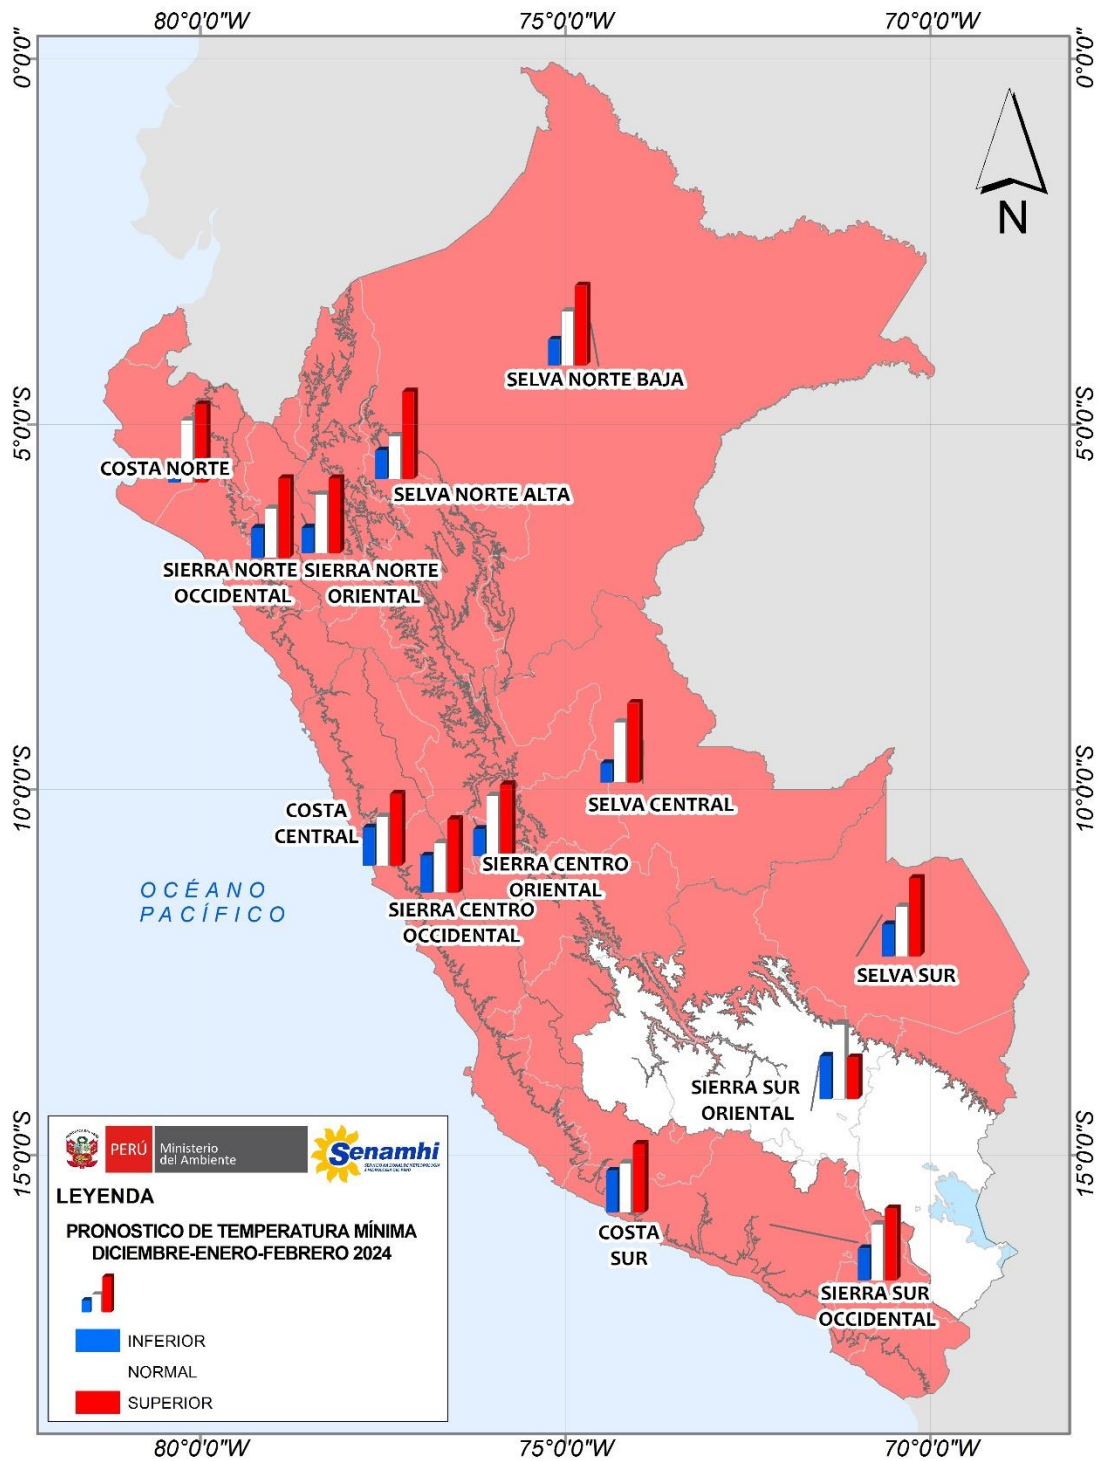 80°0'0"W
75°0'0"W
70°0'0"W
0°0'0"
0°0'0"
N
SELVA NORTE BAJA
5°0'0"S
5°0'0"S
COSTA NORTE
SELVA NORTE ALTA
SIERRA NORTE
OCCIDENTAL
SIERRA NORTE
ORIENTAL
10°0'0"S
10°0'0"S
SELVA CENTRAL
COSTA
CENTRAL
SIERRA CENTRO
ORIENTAL
OCÉANO
PACÍFICO
SIERRA CENTRO
OCCIDENTAL
SELVA SUR
SIERRA SUR
ORIENTAL
15°0'0"S
15°0'0"S
COSTA
SUR
SIERRA SUR
OCCIDENTAL
PERÚ
Ministerio
del Ambiente
Senamhi
LEYENDA
PRONOSTICO DE TEMPERATURA MÍNIMA
DICIEMBRE-ENERO-FEBRERO 2024
INFERIOR
NORMAL
SUPERIOR
80°0'0"W
75°0'0"W
70°0'0"W